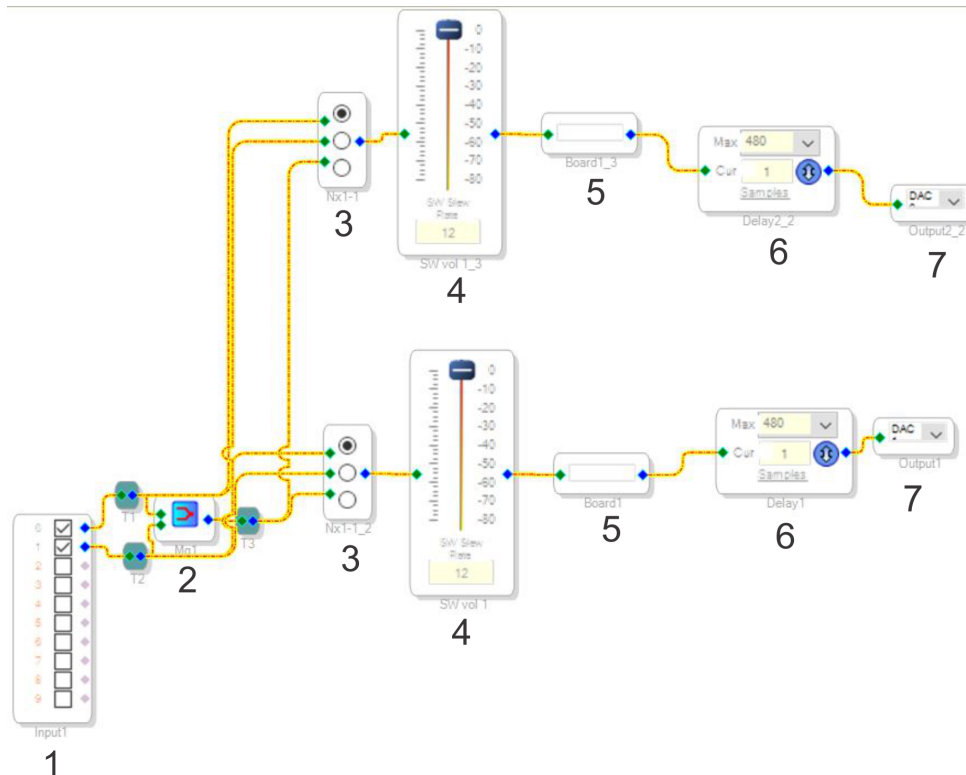 0
-10
-20
-30
-40
-50
-60
-70
-80
SW Slew
Rate
12
SW vol 1_3
4
Nx1-1
3
Board1_3
5
Max 480
Cur 1
Samples
Delay2_2
6
DAC
Output2_2
7
0
-10
-20
-30
-40
-50
-60
-70
-80
SW Slew
Rate
12
SW vol 1
4
Nx1-1_2
3
Board1
5
Max 480
Cur 1
Samples
Delay1
6
DAC
Output1
7
T1
T2
Mg1
2
T3
0
1
2
3
4
5
6
7
8
9
Input1
1